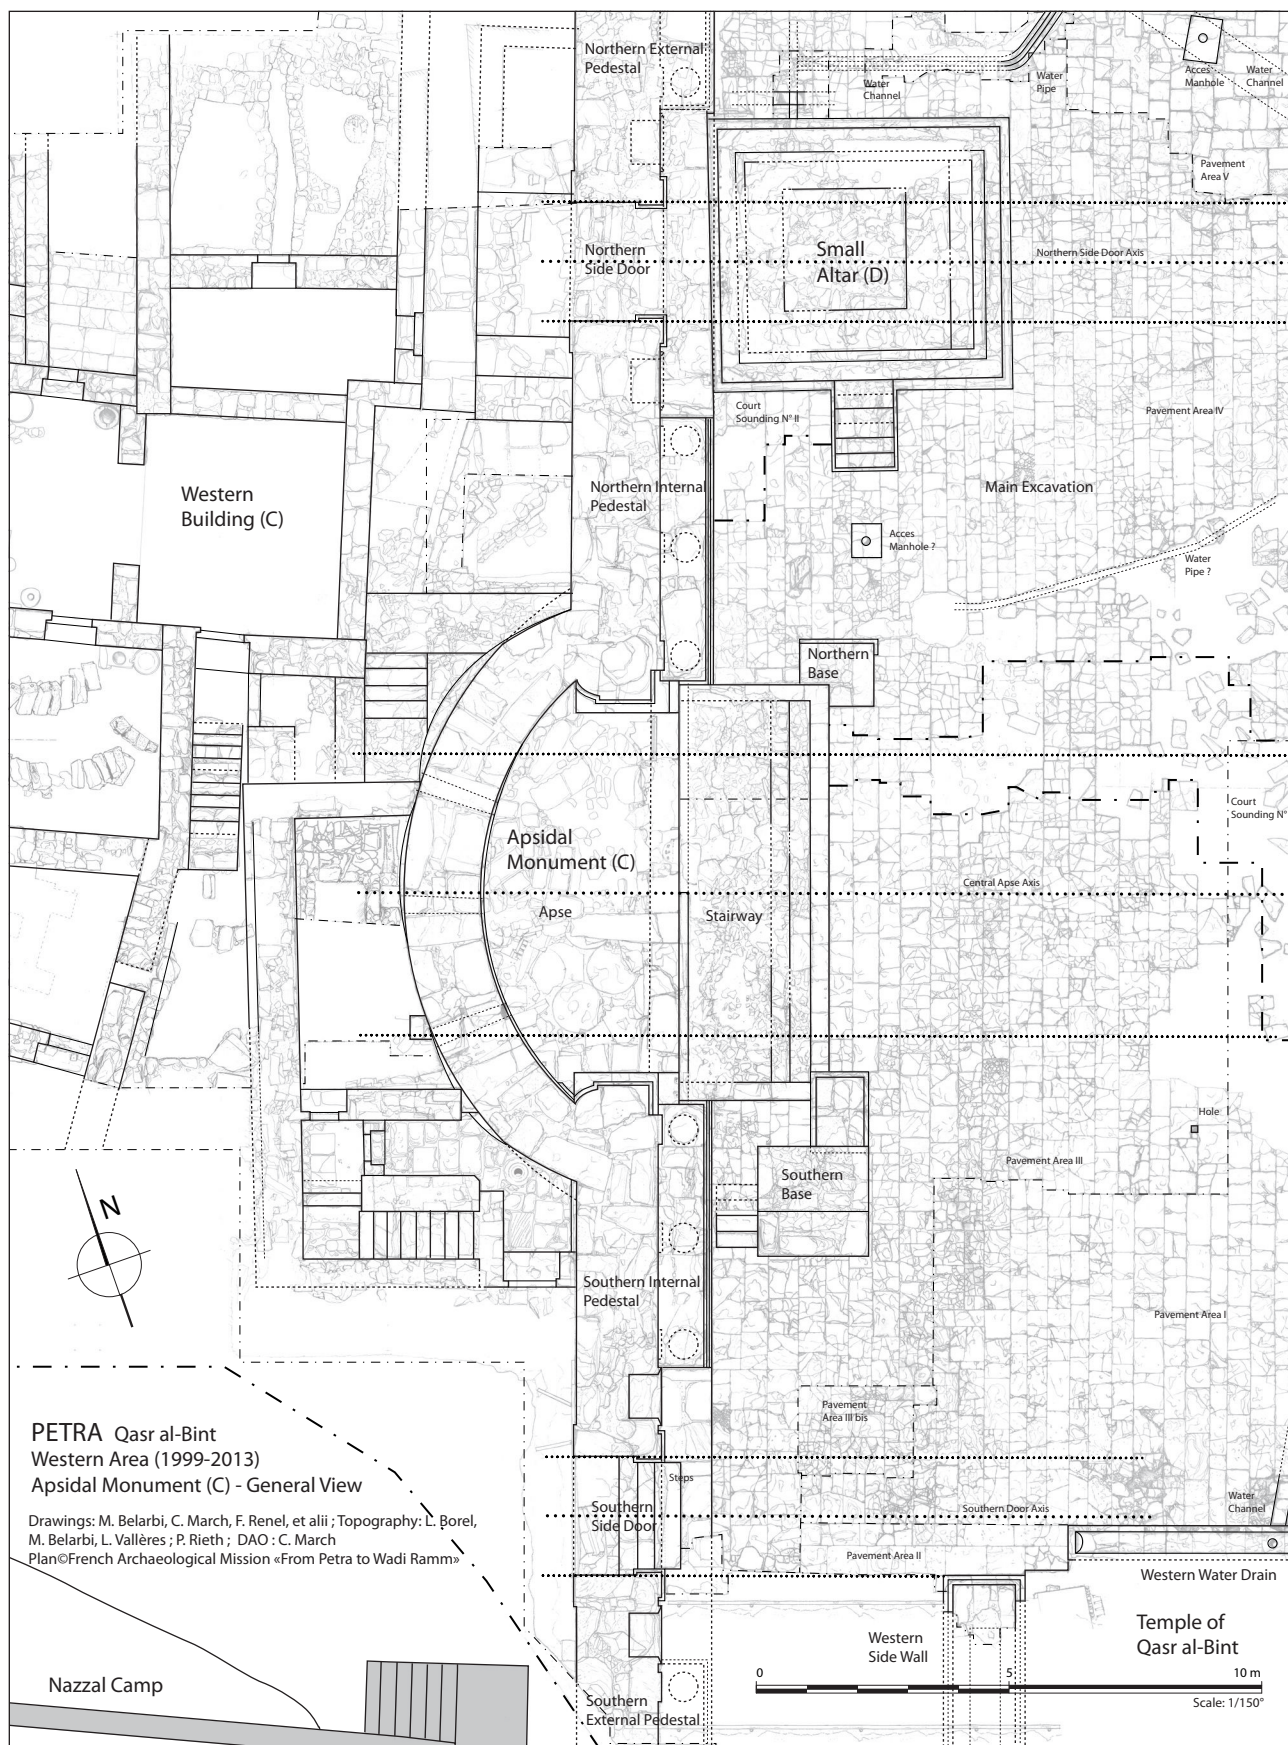 Northern External
Pedestal
Water
Channel
Water
Pipe
Acces
Manhole
Water
Channel
Pavement
Area V
Northern
Side Door
Small
Altar (D)
Northern Side Door Axis
Court
Sounding N° II
Pavement Area IV
Western
Building (C)
Northern Internal
Pedestal
Main Excavation
Acces
Manhole ?
Water
Pipe ?
Northern
Base
Court
Sounding N°
Apsidal
Monument (C)
Central Apse Axis
Apse
Stairway
Hole
Pavement Area III
Southern
Base
N
Southern Internal
Pedestal
Pavement Area I
Pavement
Area III bis
PETRA Qasr al-Bint
Western Area (1999-2013)
Apsidal Monument (C) - General View
Drawings: M. Belarbi, C. March, F. Renel, et alii ; Topography: L. Borel,
M. Belarbi, L. Vallères ; P. Rieth ; DAO : C. March
Plan©French Archaeological Mission «From Petra to Wadi Ramm»
Steps
Southern
Side Door
Southern Door Axis
Water
Channel
Pavement Area II
Western Water Drain
Western
Side Wall
Temple of
Qasr al-Bint
Nazzal Camp
Southern
External Pedestal
0 5 10 m
Scale: 1/150°